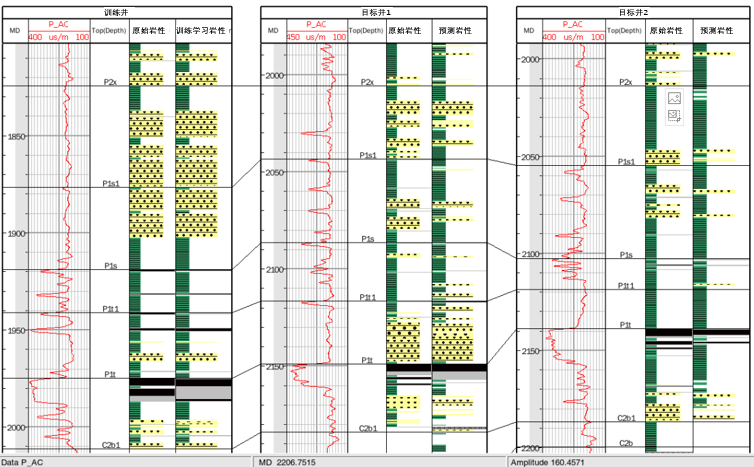 训练井
MD
P_AC
400 us/m 100
Top(Depth)
原始岩性
训练学习岩性
P2x
1850
P1s1
1900
P1s
P1t1
1950
P1t
2000
C2b1
目标井1
MD
P_AC
450 us/m 100
Top(Depth)
原始岩性
预测岩性
2000
P2x
P1s1
2050
P1s
2100
P1t1
P1t
2150
C2b1
目标井2
MD
P_AC
400 us/m 100
Top(Depth)
原始岩性
预测岩性
2000
P2x
2050
P1s1
P1s
2100
P1t1
P1t
2150
C2b1
C2b
2200
Data P_AC
MD 2206.7515
Amplitude 160.4571